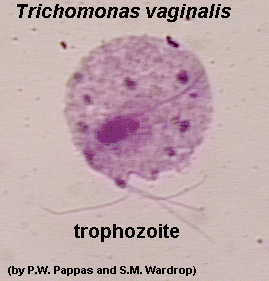 Trichomonas vaginalis
trophozoite
(by P.W. Pappas and S.M. Wardrop)